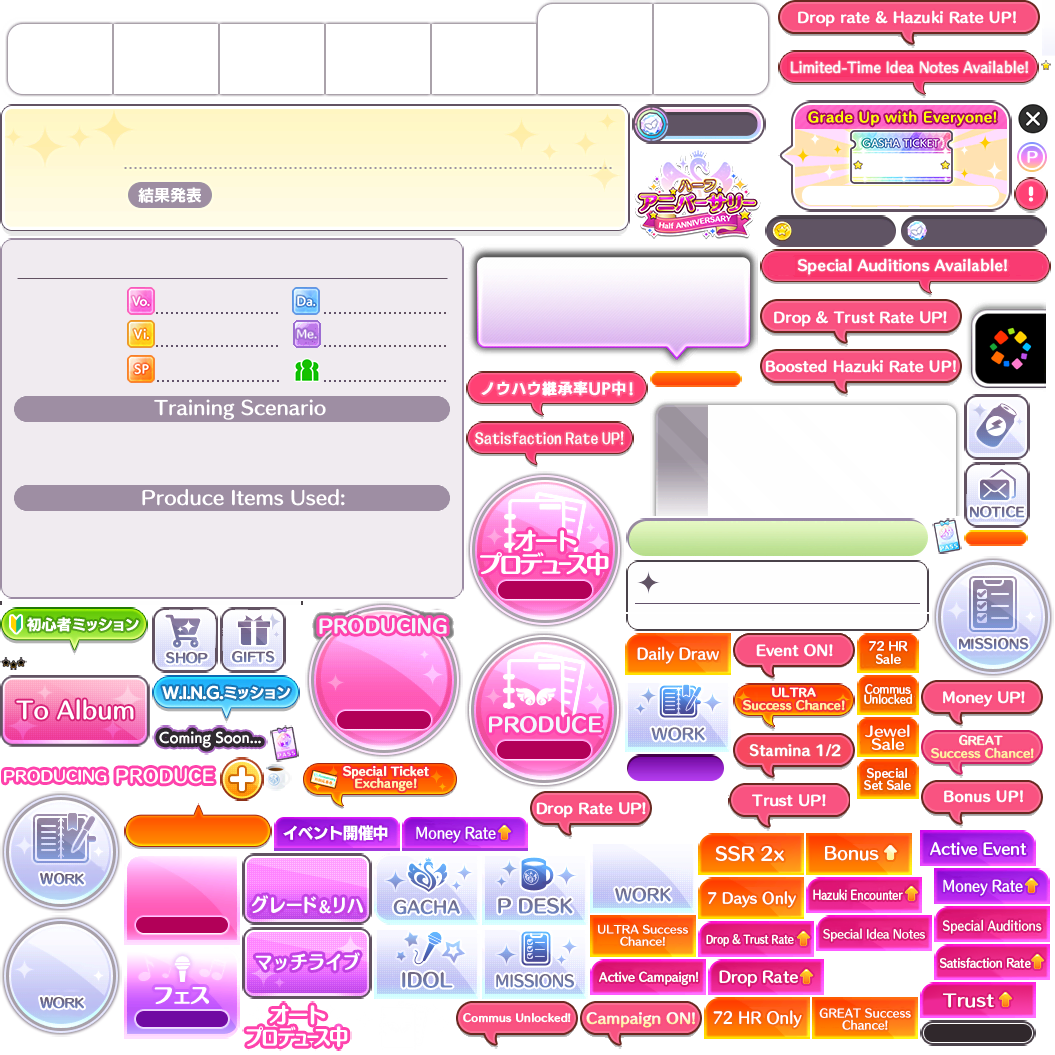 Drop rate & Hazuki Rate UP!
Limited-Time Idea Notes Available!
Grade Up with Everyone!
GASHA TICKET
P
結果発表
ハーフ
アニバーサリー
Half ANNIVERSARY
Special Auditions Available!
Vo.
Da.
Vi.
Me.
SP
Drop & Trust Rate UP!
Boosted Hazuki Rate UP!
ノウハウ継承率UP中!
Satisfaction Rate UP!
Training Scenario
Produce Items Used:
オート
プロデュース中
NOTICE
PASS
初心者ミッション
SHOP
GIFTS
PRODUCING
MISSIONS
Daily Draw
Event ON!
72 HR
Sale
To Album
W.I.N.G.ミッション
Coming Soon...
PASS
PRODUCE
WORK
ULTRA
Success Chance!
Commus
Unlocked
Money UP!
Stamina 1/2
Jewel
Sale
GREAT
Success Chance!
PRODUCING PRODUCE
Special Ticket
Exchange!
Special
Set Sale
Drop Rate UP!
Trust UP!
Bonus UP!
WORK
イベント開催中
Money Rate
SSR 2x
Bonus
Active Event
グレード&リハ
GACHA
P DESK
WORK
7 Days Only
Hazuki Encounter
Money Rate
ULTRA Success
Chance!
Drop & Trust Rate
Special Idea Notes
Special Auditions
マッチライブ
IDOL
MISSIONS
Active Campaign!
Drop Rate
Satisfaction Rate
WORK
フェス
オート
プロデュース中
Commus Unlocked!
Campaign ON!
72 HR Only
GREAT Success
Chance!
Trust